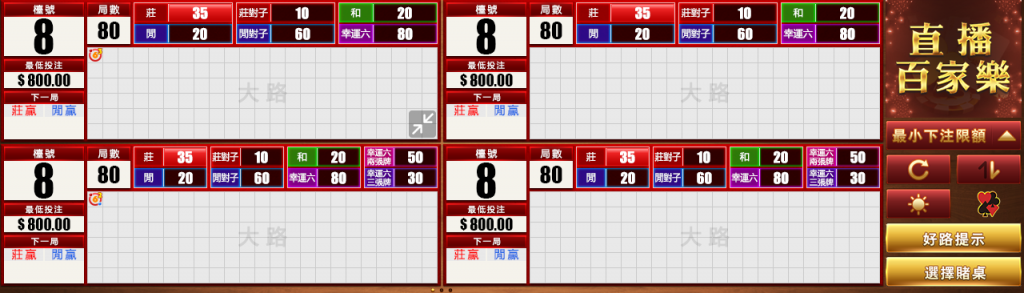 檯號 局數 莊 35 莊對子 10 和 20
8 80 閒 20 閒對子 60 幸運六 80
最低投注
$800.00
大路
下一局
莊贏 閒贏
檯號 局數 莊 35 莊對子 10 和 20
8 80 閒 20 閒對子 60 幸運六 80
最低投注
$800.00
大路
下一局
莊贏 閒贏
檯號 局數 莊 35 莊對子 10 和 20 幸運六兩張牌 50
8 80 閒 20 閒對子 60 幸運六 80 幸運六三張牌 30
最低投注
$800.00
大路
下一局
莊贏 閒贏
檯號 局數 莊 35 莊對子 10 和 20 幸運六兩張牌 50
8 80 閒 20 閒對子 60 幸運六 80 幸運六三張牌 30
最低投注
$800.00
大路
下一局
莊贏 閒贏
直播
百家樂
最小下注限額
好路提示
選擇賭桌